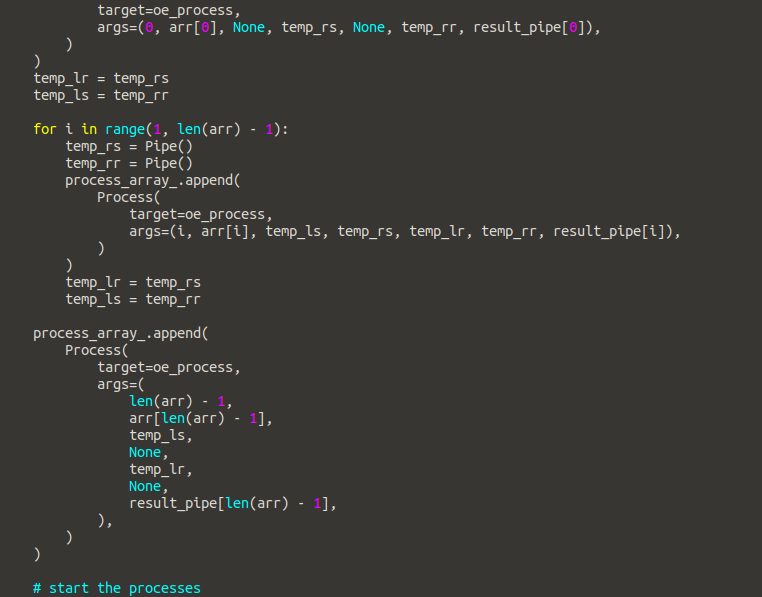 target=oe_process,
args=(0, arr[0], None, temp_rs, None, temp_rr, result_pipe[0]),
)
)
temp_lr = temp_rs
temp_ls = temp_rr
for i in range(1, len(arr) - 1):
temp_rs = Pipe()
temp_rr = Pipe()
process_array_.append(
Process(
target=oe_process,
args=(i, arr[i], temp_ls, temp_rs, temp_lr, temp_rr, result_pipe[i]),
)
)
temp_lr = temp_rs
temp_ls = temp_rr
process_array_.append(
Process(
target=oe_process,
args=(
len(arr) - 1,
arr[len(arr) - 1],
temp_ls,
None,
temp_lr,
None,
result_pipe[len(arr) - 1],
),
)
)
# start the processes